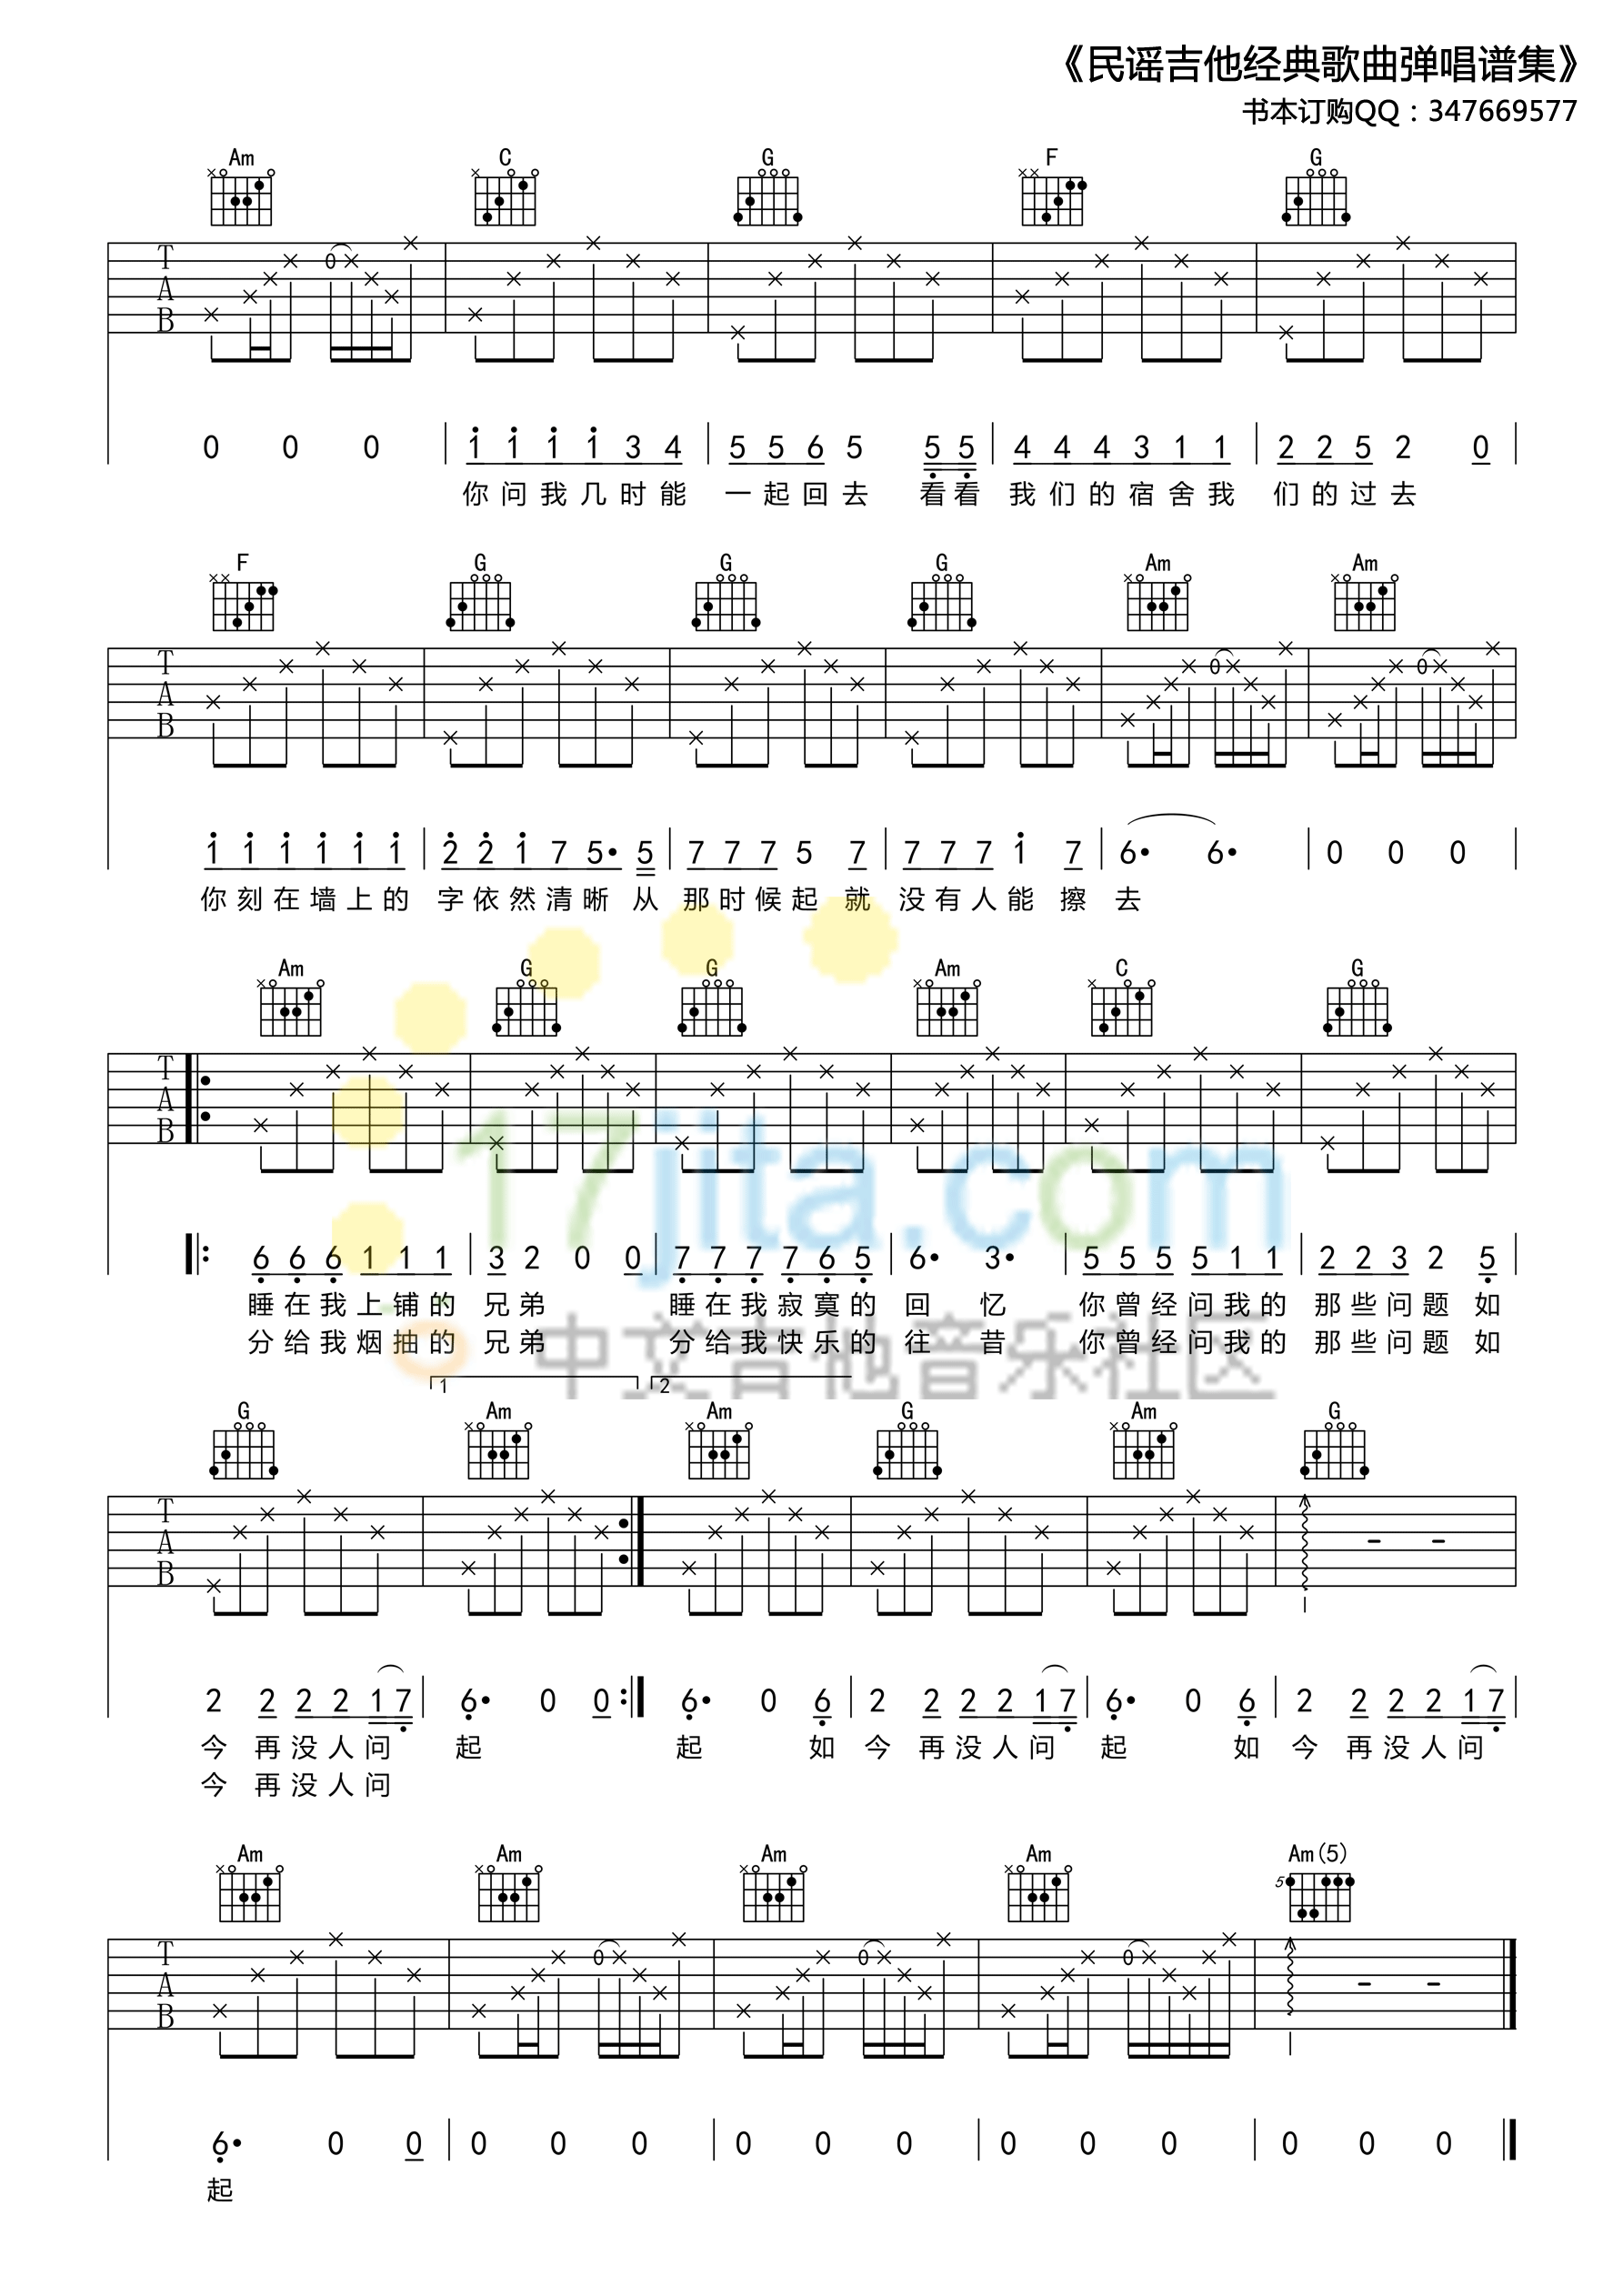 《民谣吉他经典歌曲弹唱谱集》
书本订购QQ：347669577
Am C G F G
T A B
0 0
0 0 0 1 1 1 1 3 4 5 5 6 5 5 5 4 4 4 3 1 1 2 2 5 2 0
你问我几时能 一起回去 看看 我们的宿舍我 们的过去
F G G G Am Am
T A B
0 0
1 1 1 1 1 1 2 2 1 7 5· 5 7 7 7 5 7 7 7 7 1 7 6· 6· 0 0 0
你刻在墙上的 字依然清晰 从 那时候起 就 没有人能 擦 去
Am G G Am C G
T A B
17jita.com
6 6 6 1 1 1 3 2 0 0 7 7 7 7 6 5 6· 3· 5 5 5 5 1 1 2 2 3 2 5
睡在我上铺的 兄弟 睡在我寂寞的 回 忆 你曾经问我的 那些问题 如
分给我烟抽的 兄弟 分给我快乐的 往 昔 你曾经问我的 那些问题 如
中文吉他音乐社区
1 2
G Am Am G Am G
T A B
2 2 2 2 1 7 6· 0 0 6· 0 6 2 2 2 2 1 7 6· 0 6 2 2 2 2 1 7
今 再没人问 起 起 如 今 再没人问 起 如 今 再没人问
今 再没人问
Am Am Am Am Am(5)
5
T A B
0 0 0
6· 0 0 0 0 0 0 0 0 0 0 0 0 0 0
起